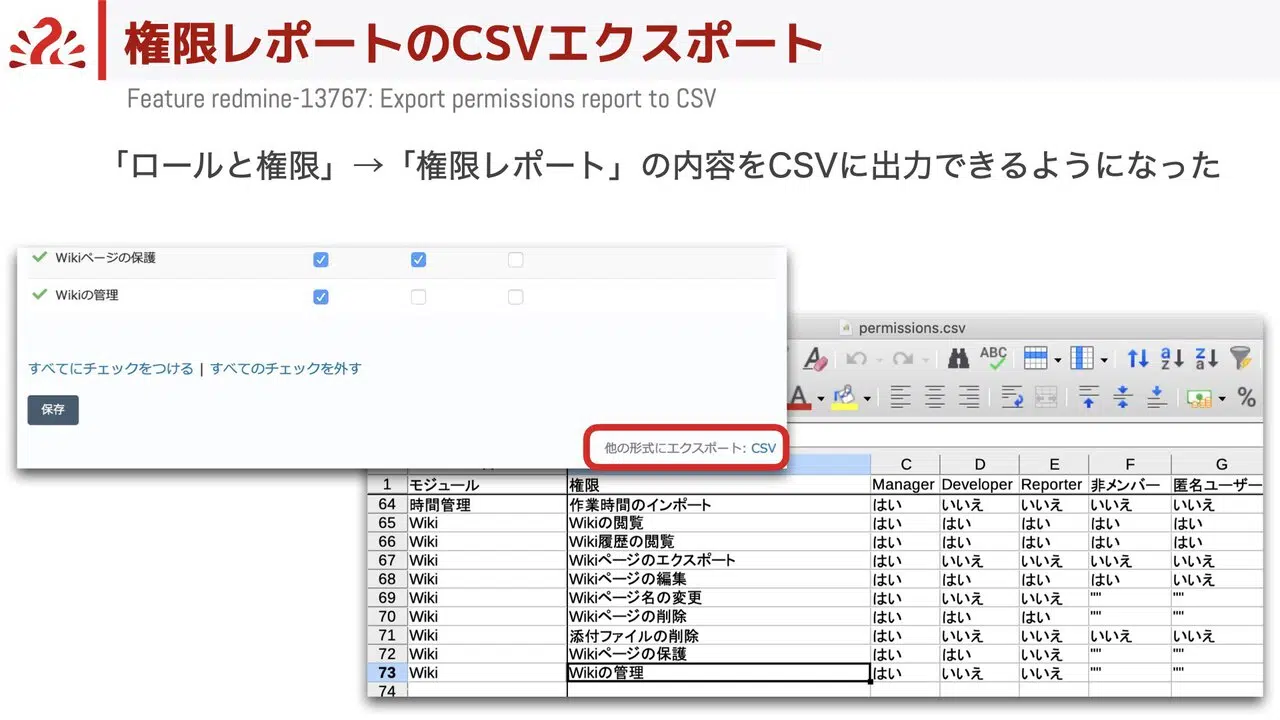 権限レポートのCSVエクスポート
Feature redmine-13767: Export permissions report to CSV
「ロールと権限」→「権限レポート」の内容をCSVに出力できるようになった
Wikiページの保護
Wikiの管理
すべてにチェックをつける | すべてのチェックを外す
保存
他の形式にエクスポート: CSV
permissions.csv
ABC
A %
C D E F G
1 モジュール 権限 Manager Developer Reporter 非メンバー 匿名ユーザー
64 時間管理 作業時間のインポート はい いいえ いいえ いいえ いいえ
65 Wiki Wikiの閲覧 はい はい はい はい はい
66 Wiki Wiki履歴の閲覧 はい はい はい はい はい
67 Wiki Wikiページのエクスポート はい いいえ いいえ いいえ いいえ
68 Wiki Wikiページの編集 はい はい はい はい いいえ
69 Wiki Wikiページ名の変更 はい いいえ いいえ "" ""
70 Wiki Wikiページの削除 はい はい はい "" ""
71 Wiki 添付ファイルの削除 はい いいえ いいえ いいえ いいえ
72 Wiki Wikiページの保護 はい はい いいえ "" ""
73 Wiki Wikiの管理 はい いいえ いいえ "" ""
74